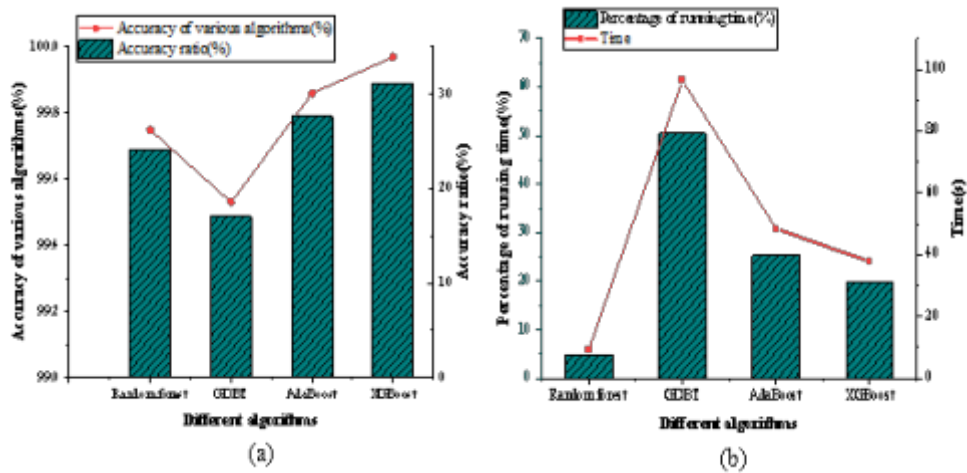 Accuracy of various algorithms(%)
Accuracy ratio(%)
100.0
99.8
99.6
99.4
99.2
99.0
Accuracy of various algorithms(%)
30
20
10
0
Accuracy ratio(%)
Random forest
GDBT
AdaBoost
XGBoost
Different algorithms
(a)
Percentage of running time(%)
Time
70
60
50
40
30
20
10
0
Percentage of running time(%)
100
80
60
40
20
0
Time(s)
Random forest
GDBT
AdaBoost
XGBoost
Different algorithms
(b)